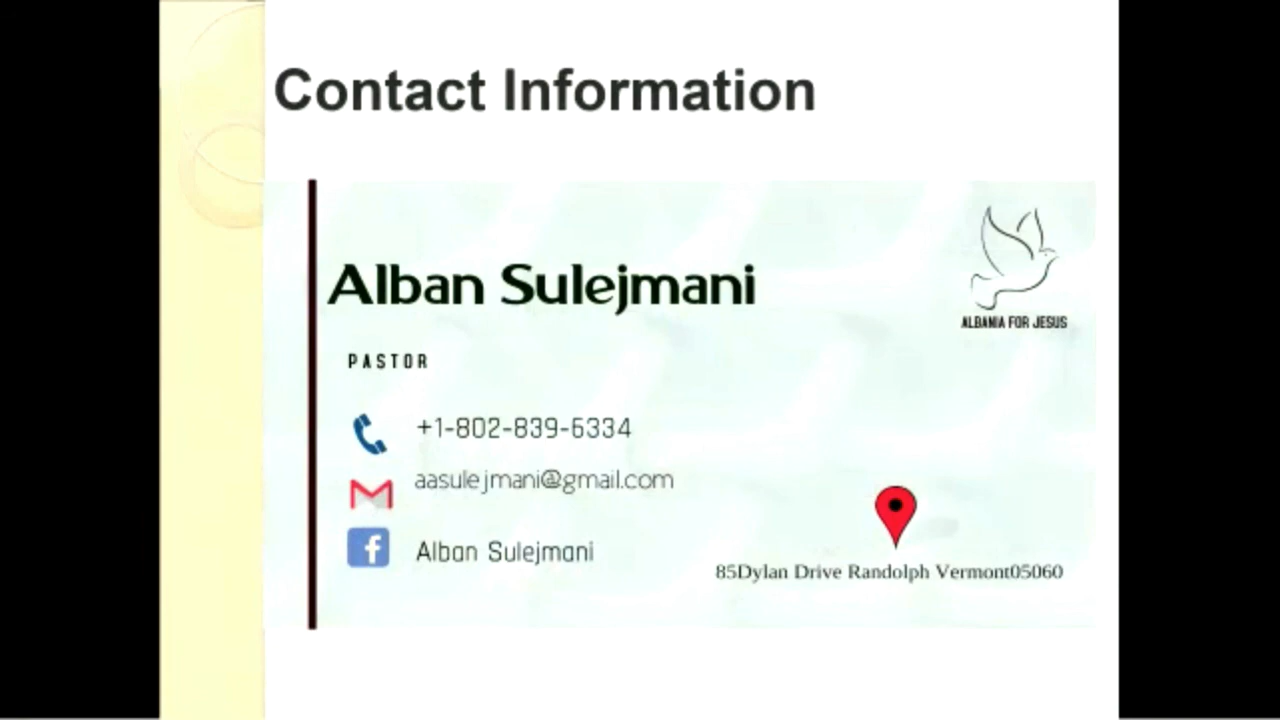 Contact Information
ALBANIA FOR JESUS
Alban Sulejmani
PASTOR
+1-802-839-6334
aasulejmani@gmail.com
Alban Sulejmani
85Dylan Drive Randolph Vermont05060